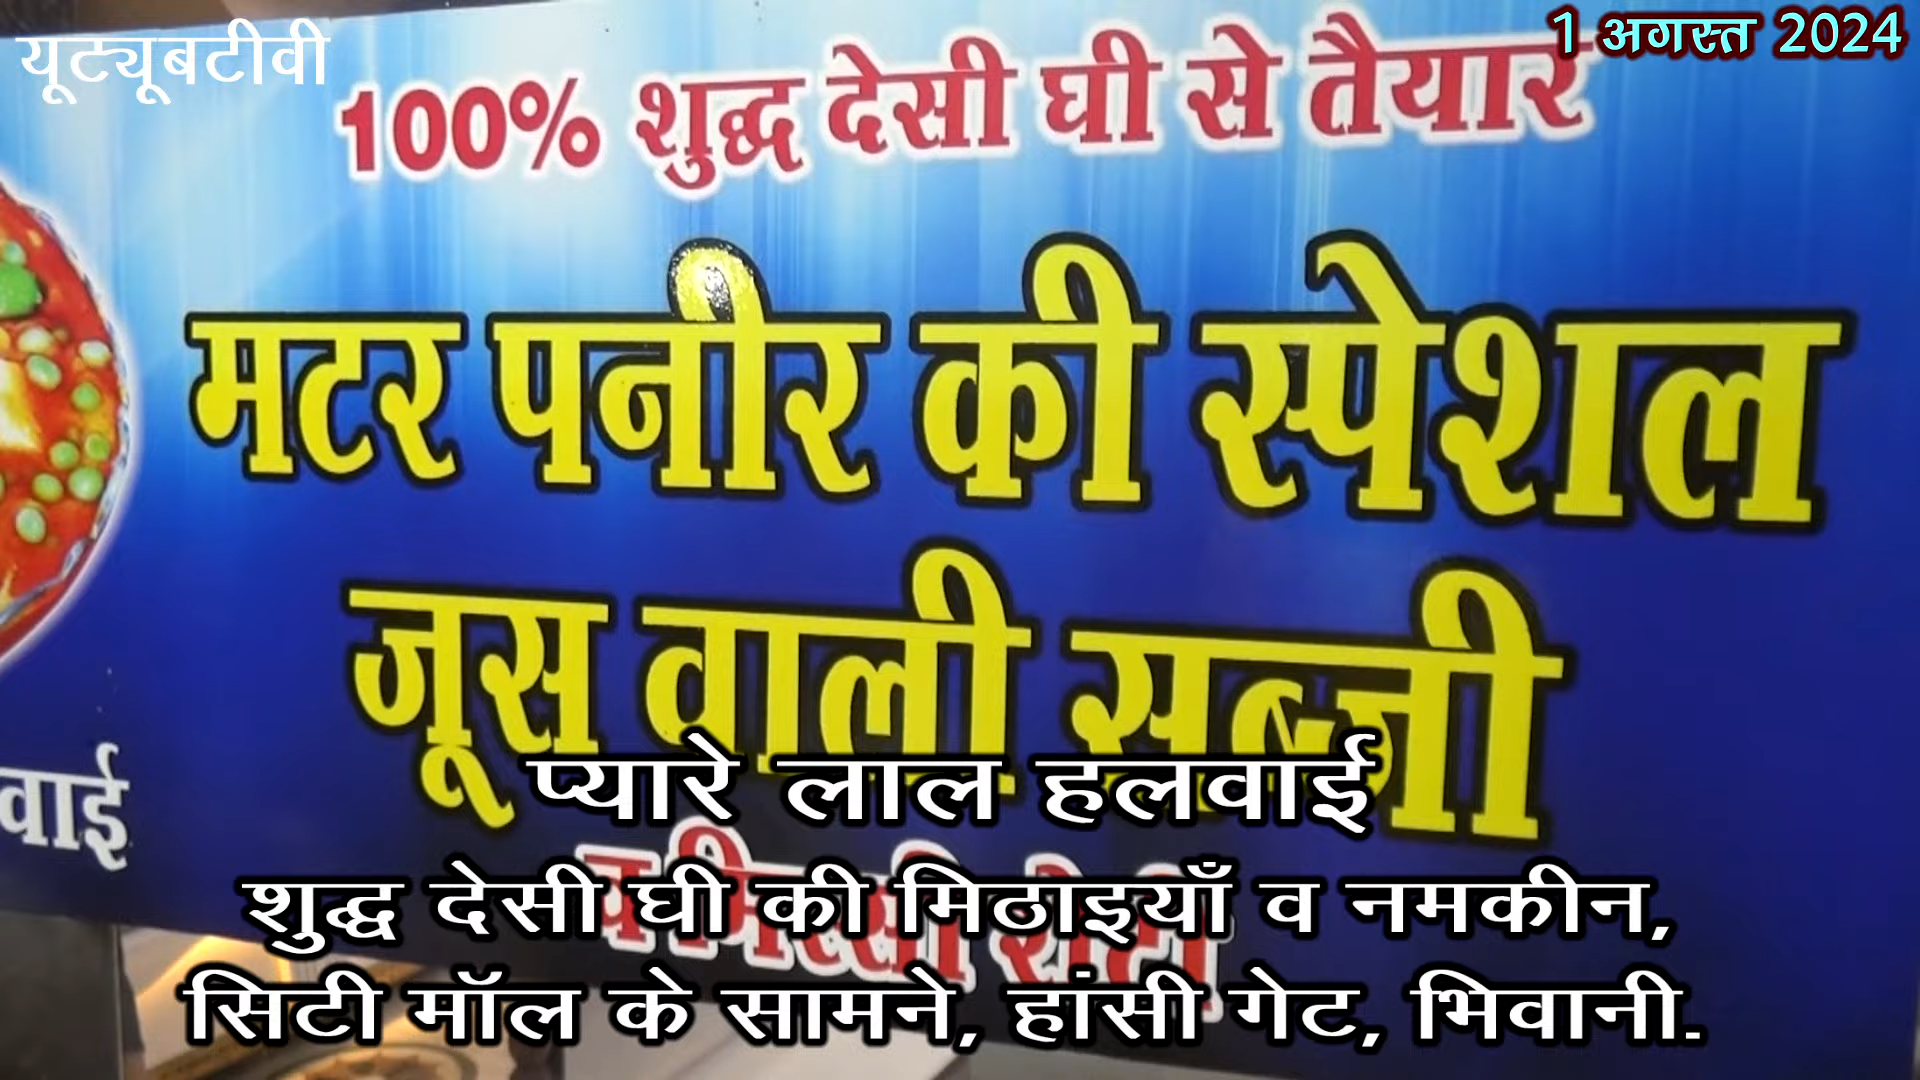 यूट्यूबटीवी
1 अगस्त 2024
100% शुद्ध देसी घी से तैयार
मटर पनीर की स्पेशल
जूस वाली सब्जी
वाई
प्यारे लाल हलवाई
शुद्ध देसी घी की मिठाइयाँ व नमकीन,
सिटी मॉल के सामने, हांसी गेट, भिवानी.